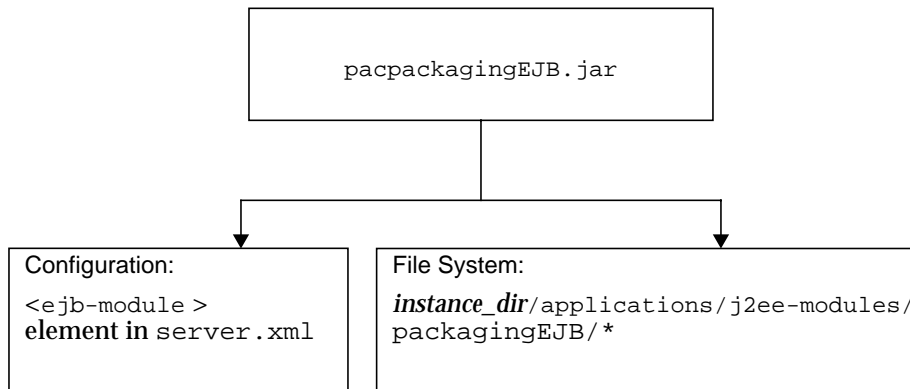 pacpackagingEJB.jar
Configuration:
<ejb-module >
element in server.xml
File System:
instance_dir/applications/j2ee-modules/
packagingEJB/*